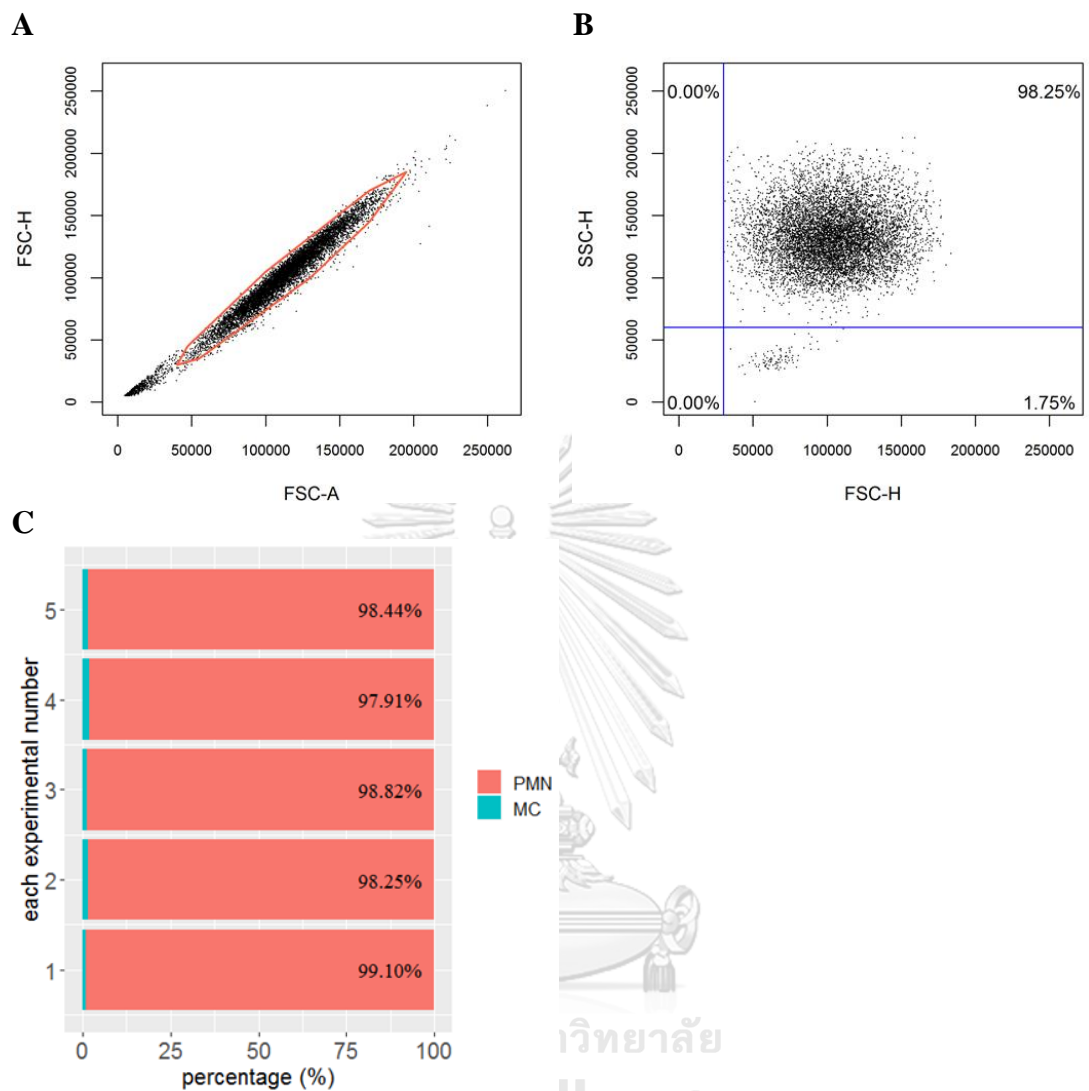 A
FSC-H
0 50000 100000 150000 200000 250000
0 50000 100000 150000 200000 250000
FSC-A
B
SSC-H
0 50000 100000 150000 200000 250000
0.00% 98.25%
0.00% 1.75%
0 50000 100000 150000 200000 250000
FSC-H
C
each experimental number
5 98.44%
4 97.91%
3 98.82%
2 98.25%
1 99.10%
0 25 50 75 100
percentage (%)
PMN
MC